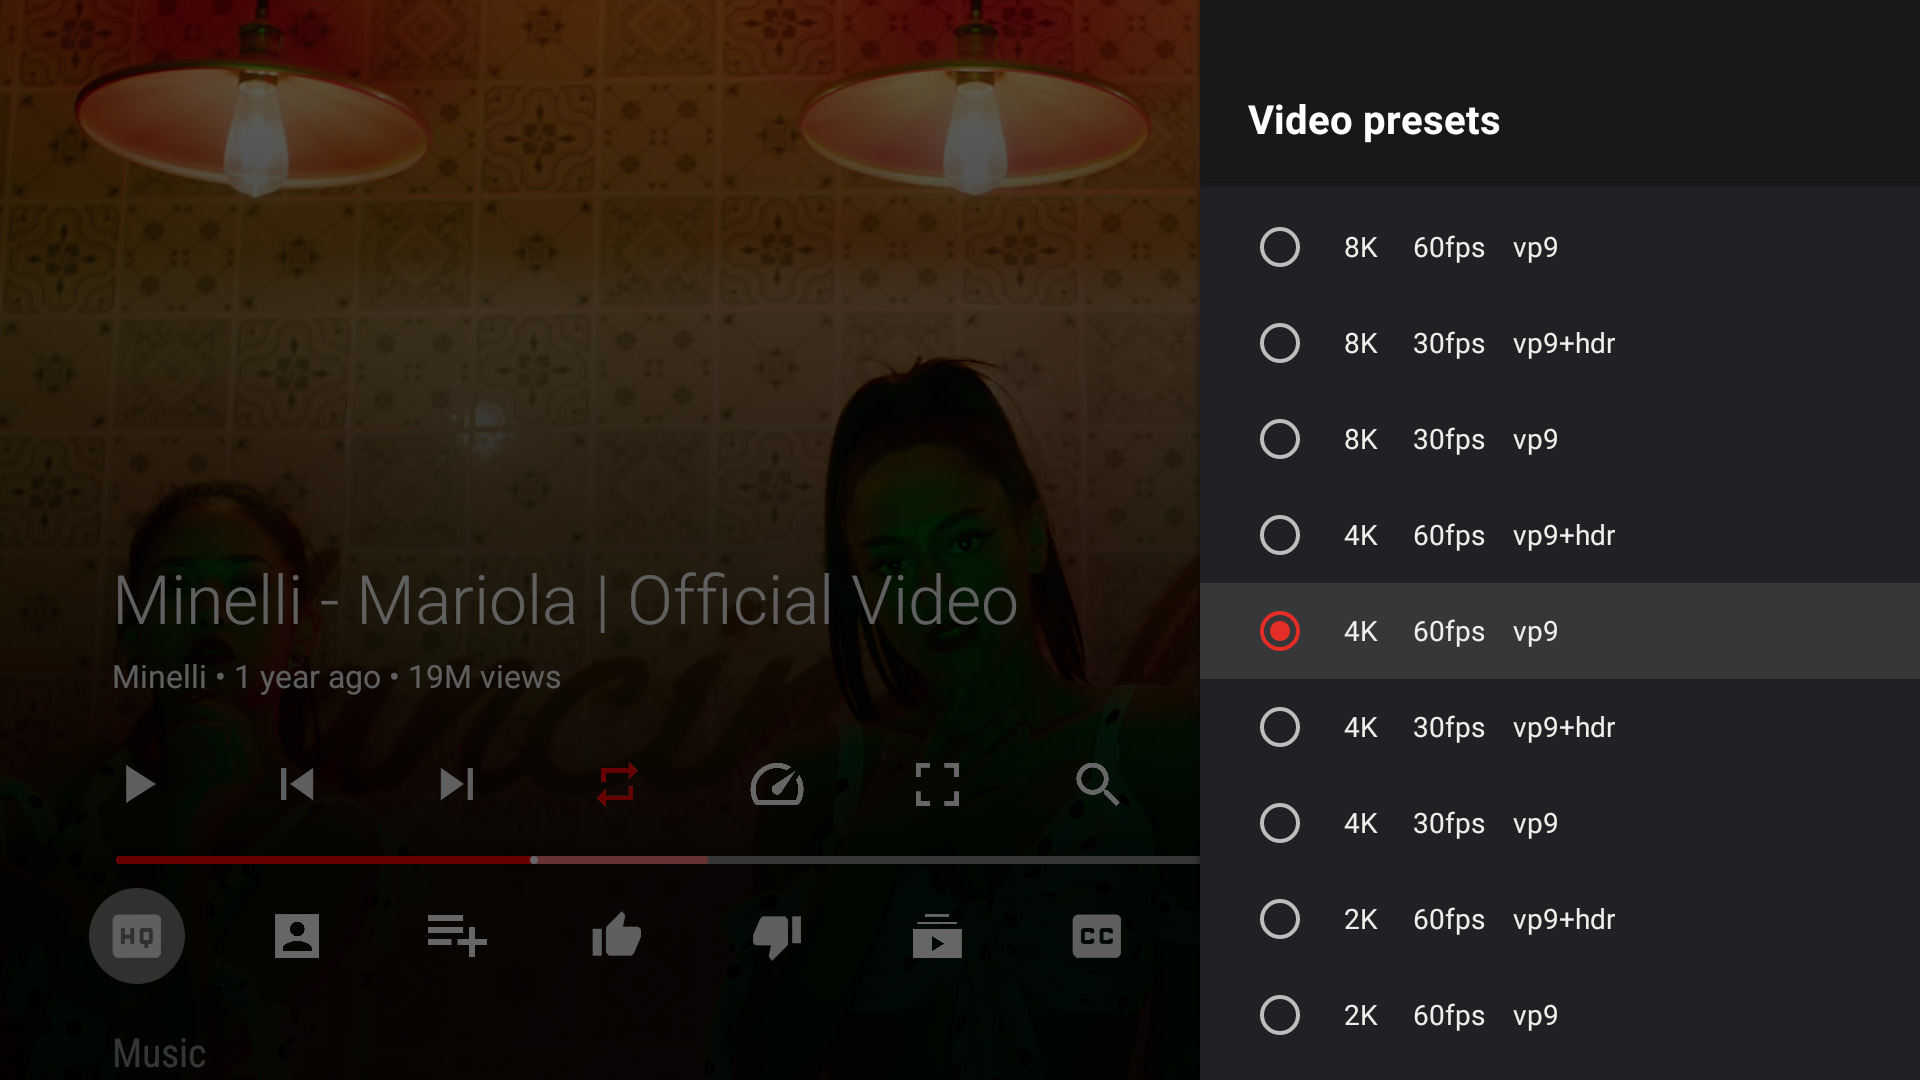 Video presets
8K 60fps vp9
8K 30fps vp9+hdr
8K 30fps vp9
4K 60fps vp9+hdr
4K 60fps vp9
4K 30fps vp9+hdr
4K 30fps vp9
2K 60fps vp9+hdr
2K 60fps vp9
Minelli - Mariola | Official Video
Minelli • 1 year ago • 19M views
HQ
CC
Music